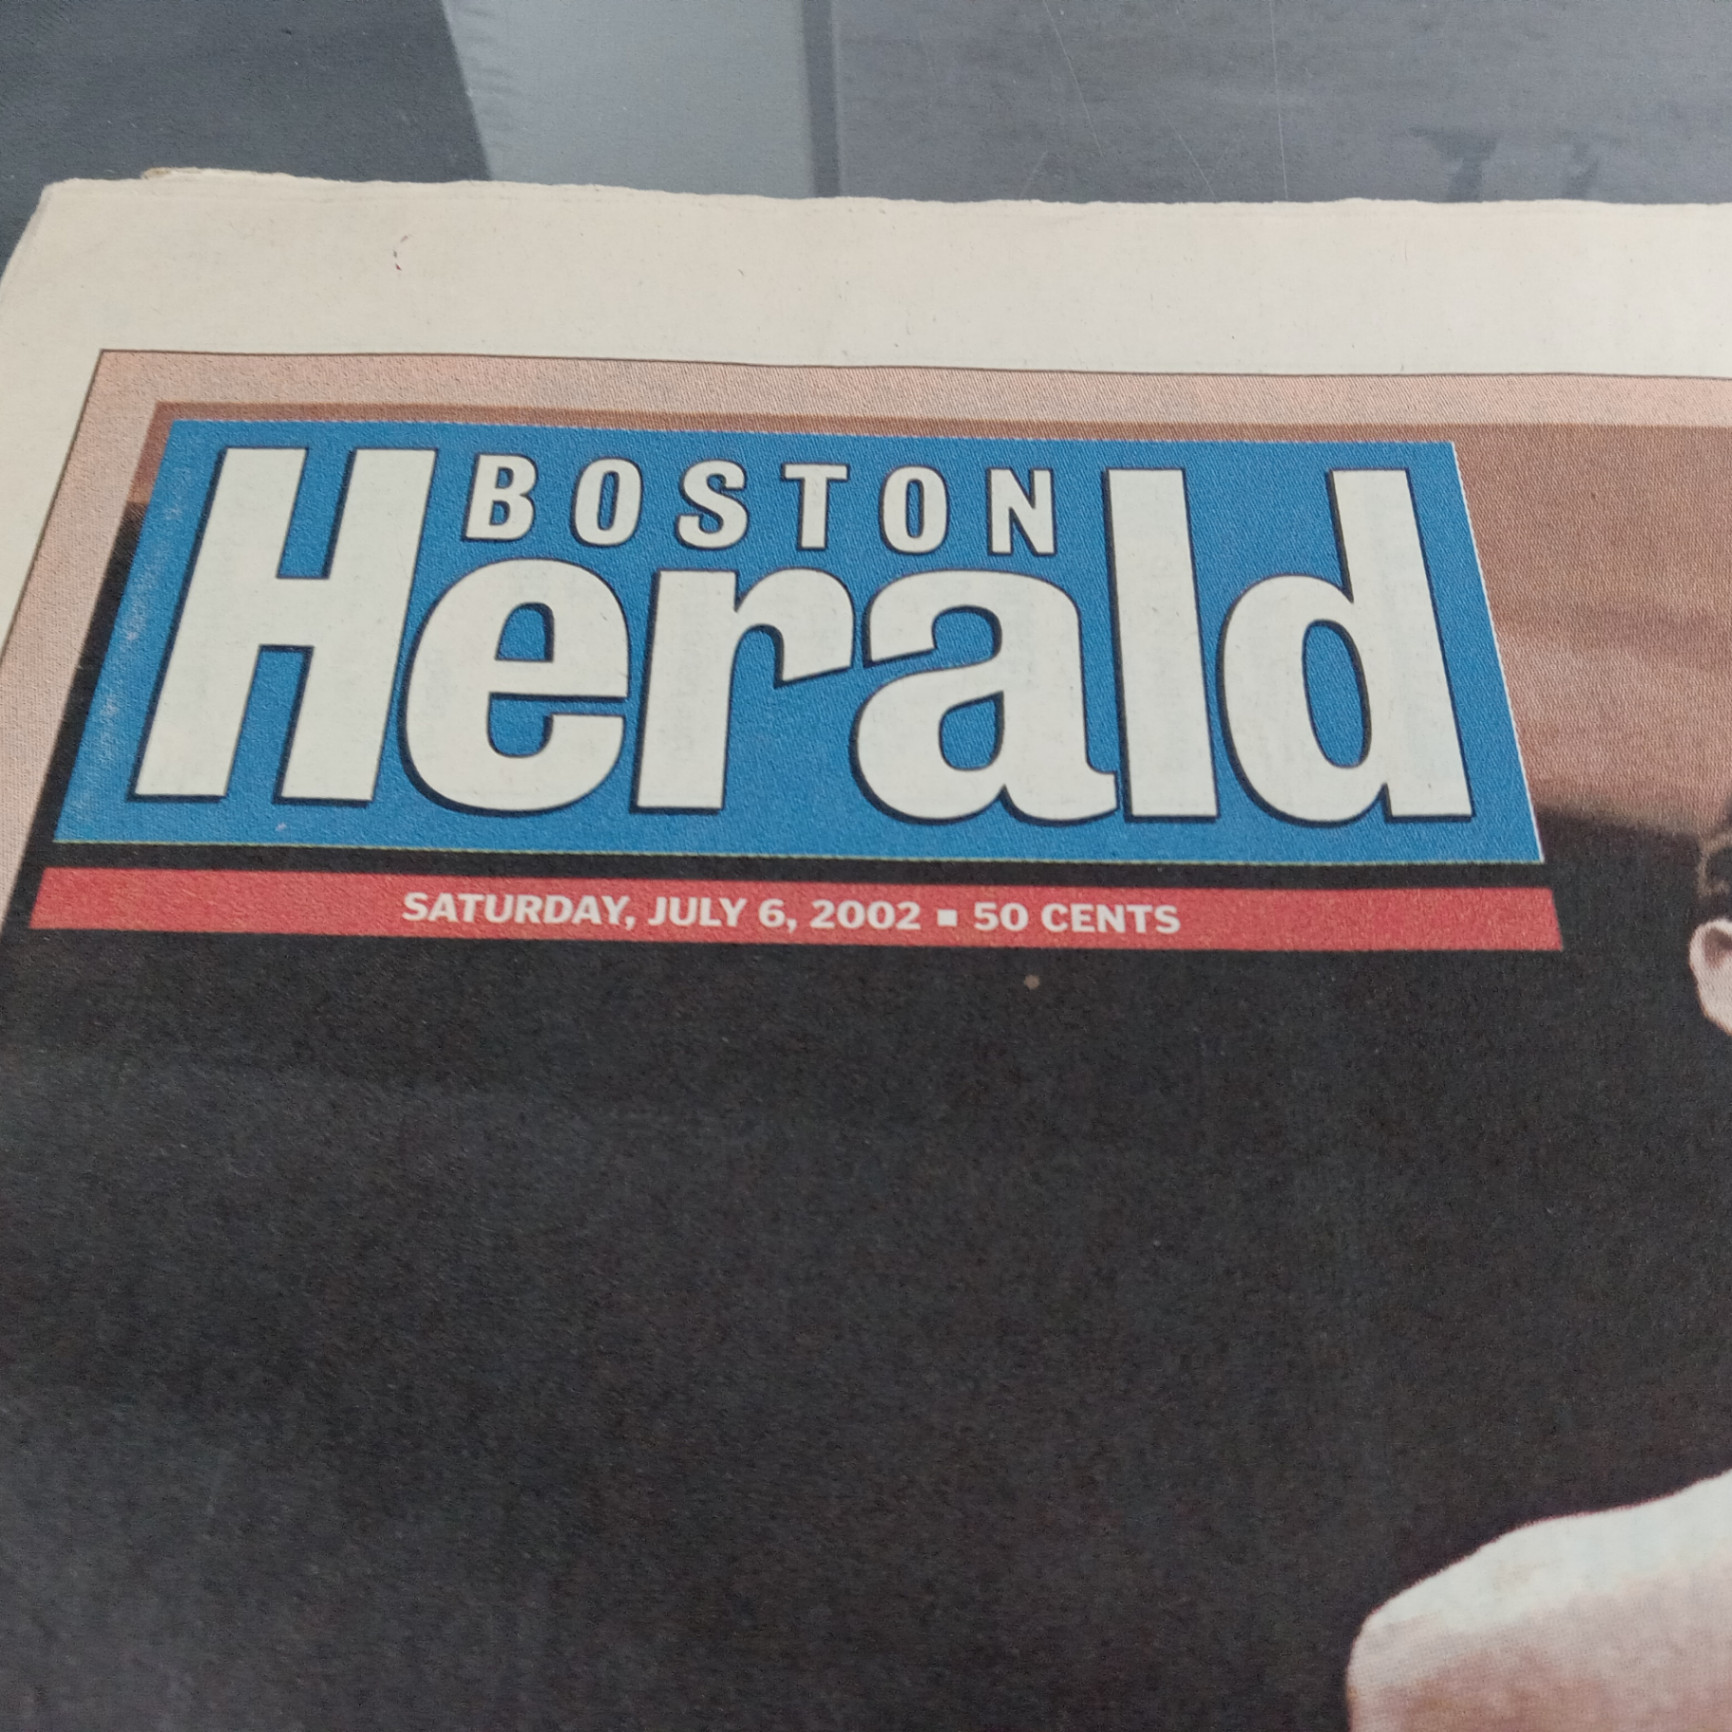 BOSTON
Herald
SATURDAY, JULY 6, 2002 ▪ 50 CENTS